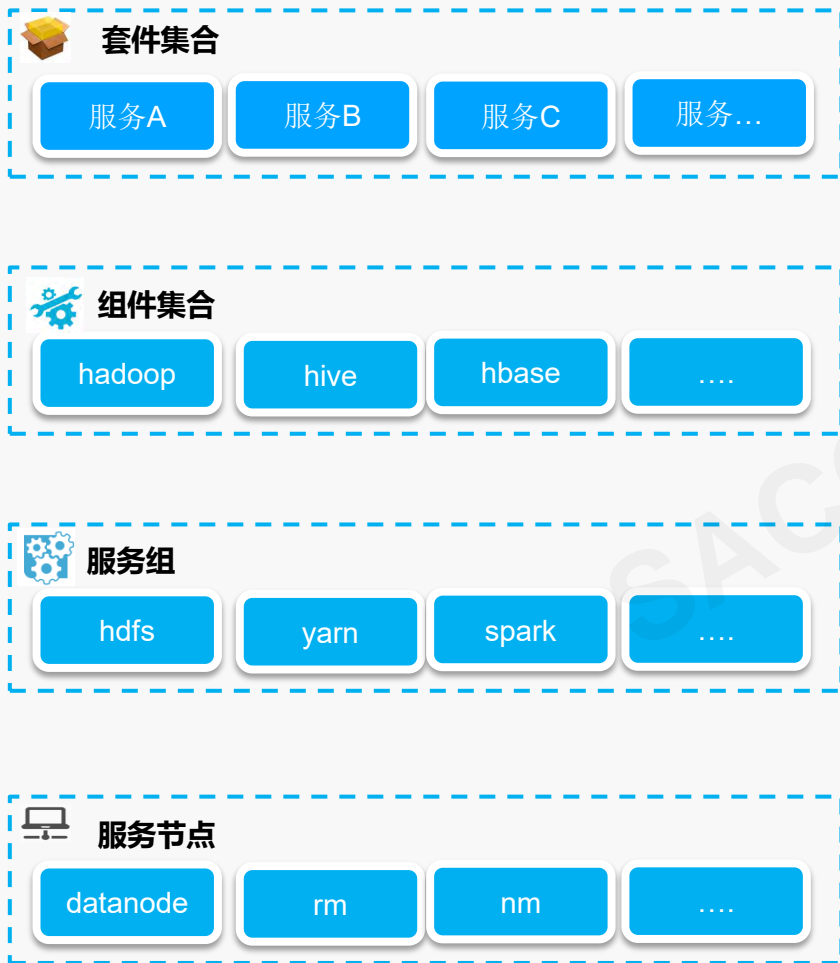 套件集合
服务A 服务B 服务C 服务…
组件集合
hadoop hive hbase ….
服务组
hdfs yarn spark ….
服务节点
datanode rm nm ….
SAC